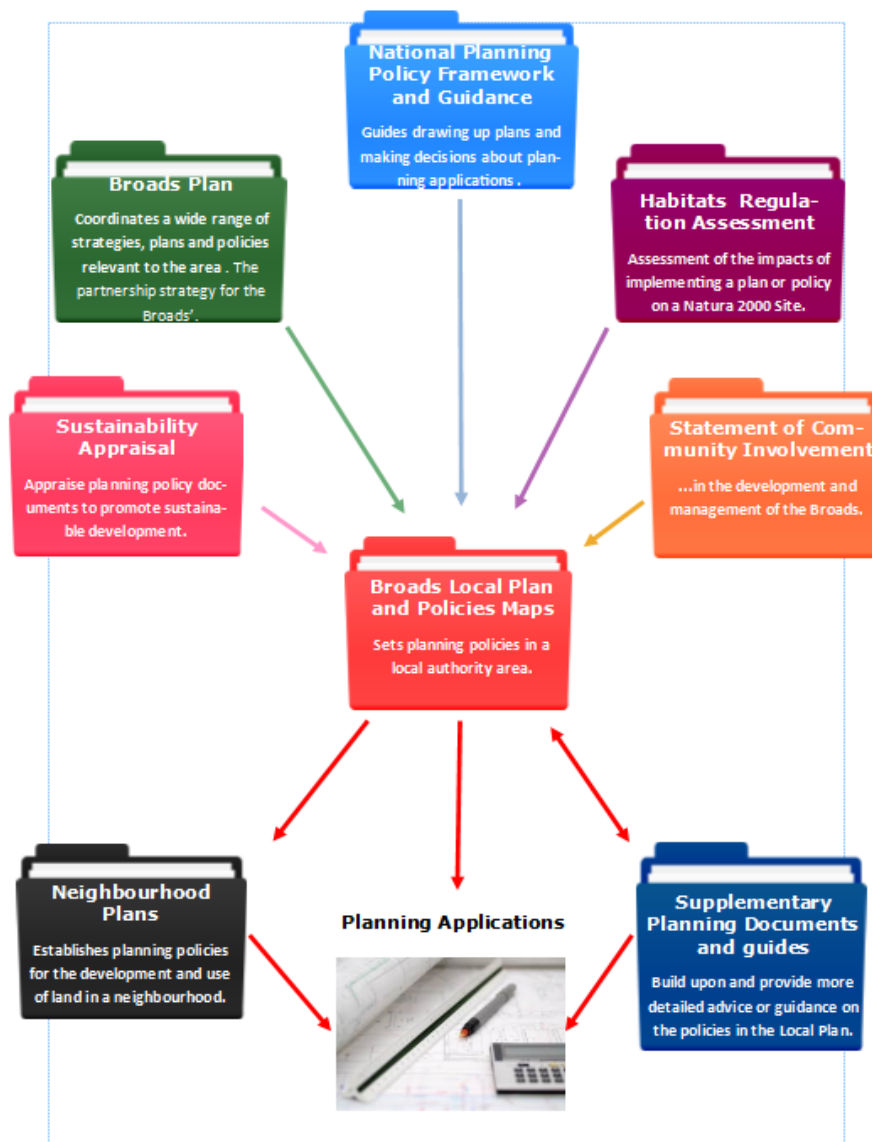 National Planning
Policy Framework
and Guidance
Guides drawing up plans and
making decisions about plan-
ning applications .
Broads Plan
Coordinates a wide range of
strategies, plans and policies
relevant to the area . The
partnership strategy for the
Broads’.
Habitats Regula-
tion Assessment
Assessment of the impacts of
implementing a plan or policy
on a Natura 2000 Site.
Sustainability
Appraisal
Appraise planning policy doc-
uments to promote sustaina-
ble development.
Statement of Com-
munity Involvement
...in the development and
management of the Broads.
Broads Local Plan
and Policies Maps
Sets planning policies in a
local authority area.
Neighbourhood
Plans
Establishes planning policies
for the development and use
of land in a neighbourhood.
Planning Applications
Supplementary
Planning Documents
and guides
Build upon and provide more
detailed advice or guidance on
the policies in the Local Plan.